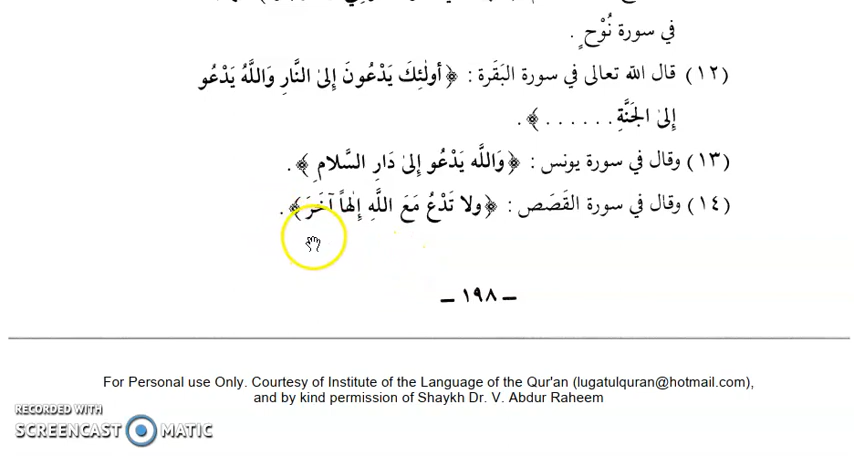 في سورة نُوْحٍ .
(١٢) قال الله تعالى في سورة البَقَرة : ﴿أولٰئِكَ يَدْعُونَ إلىٰ النَّارِ وَاللَّهُ يَدْعُو
إلىٰ الجَنَّةِ . . . . . . ﴾ .
(١٣) وقال في سورة يونس : ﴿وَاللَّه يَدْعُو إلىٰ دَارِ السَّلامِ﴾ .
(١٤) وقال في سورة القَصَص : ﴿ولا تَدْعُ مَعَ اللَّهِ إلٰهاً آخَرَ﴾ .
– ١٩٨ –
For Personal use Only. Courtesy of Institute of the Language of the Qur'an (lugatulquran@hotmail.com),
and by kind permission of Shaykh Dr. V. Abdur Raheem
RECORDED WITH
SCREENCAST MATIC